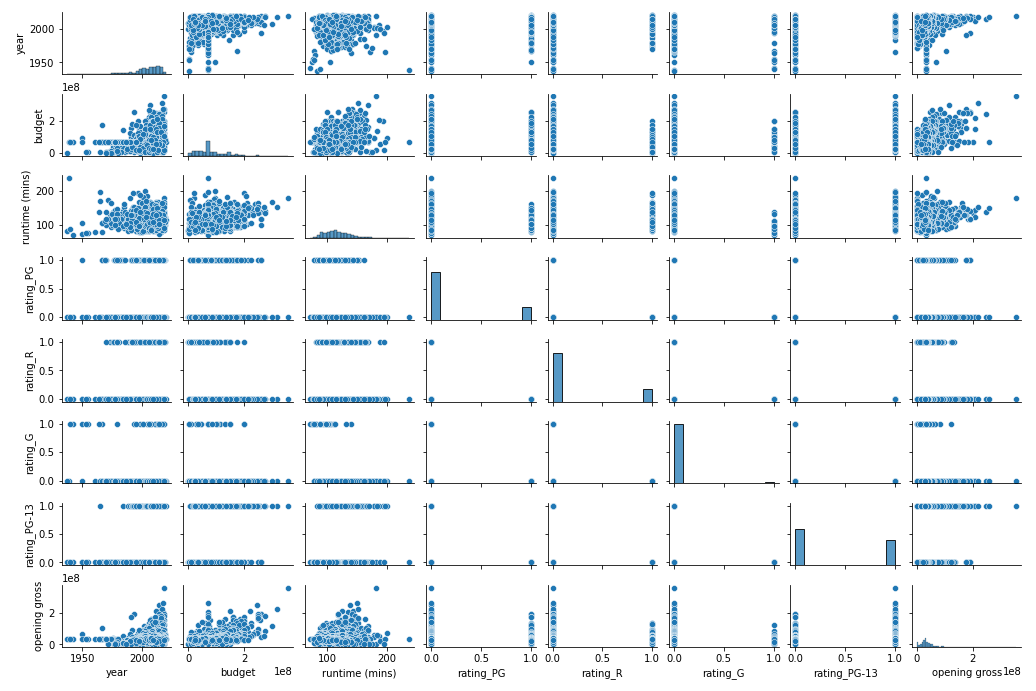 2000
1950
year
1e8
2
0
budget
200
100
runtime (mins)
1.0
0.5
0.0
rating_PG
1.0
0.5
0.0
rating_R
1.0
0.5
0.0
rating_G
1.0
0.5
0.0
rating_PG-13
1e8
2
0
opening gross
1950 2000
year
0 2
budget 1e8
100 200
runtime (mins)
0.0 0.5 1.0
rating_PG
0.0 0.5 1.0
rating_R
0.0 0.5 1.0
rating_G
0.0 0.5 1.0
rating_PG-13
0 2
opening gross 1e8